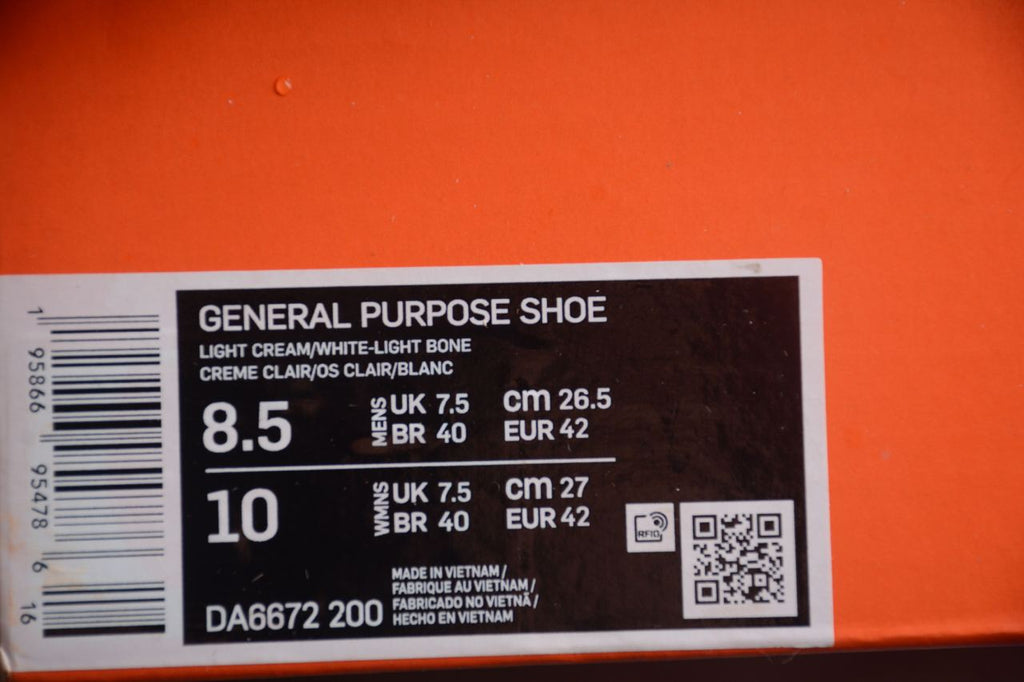 GENERAL PURPOSE SHOE
LIGHT CREAM/WHITE-LIGHT BONE
CREME CLAIR/OS CLAIR/BLANC
8.5 MENS UK 7.5 cm 26.5
BR 40 EUR 42
10 WMNS UK 7.5 cm 27
BR 40 EUR 42
RFID
MADE IN VIETNAM /
FABRIQUE AU VIETNAM /
FABRICADO NO VIETNÃ /
HECHO EN VIETNAM
DA6672 200
1 95866 95478 6 16